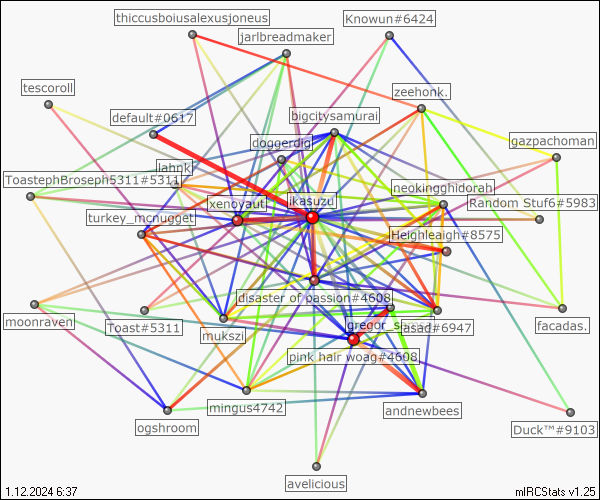 thiccusboiusalexusjoneus
Knowun#6424
jarlbreadmaker
tescoroll
zeehonk.
default#0617
bigcitysamurai
doggerdig
gazpachoman
lahnK
ToastephBroseph5311#5311
neokingghidorah
ikasuzu
xenoyaut
Random Stuf6#5983
turkey_mcnugget
Heighleaigh#8575
disaster of passion#4608
moonraven
Toast#5311
mukszi
asad#6947
facadas.
pink hair woag#4608
mingus4742
andnewbees
ogshroom
Duck™#9103
avelicious
1.12.2024 6:37
mIRCStats v1.25